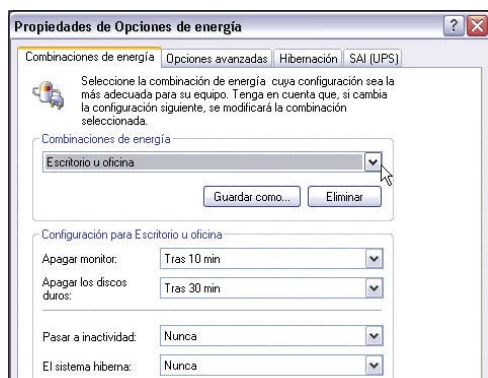 Propiedades de Opciones de energía
Combinaciones de energía Opciones avanzadas Hibernación SAI (UPS)
Seleccione la combinación de energía cuya configuración sea la
más adecuada para su equipo. Tenga en cuenta que, si cambia
la configuración siguiente, se modificará la combinación
seleccionada.
Combinaciones de energía
Escritorio u oficina
Guardar como... Eliminar
Configuración para Escritorio u oficina
Apagar monitor: Tras 10 min
Apagar los discos
duros: Tras 30 min
Pasar a inactividad: Nunca
El sistema hiberna: Nunca